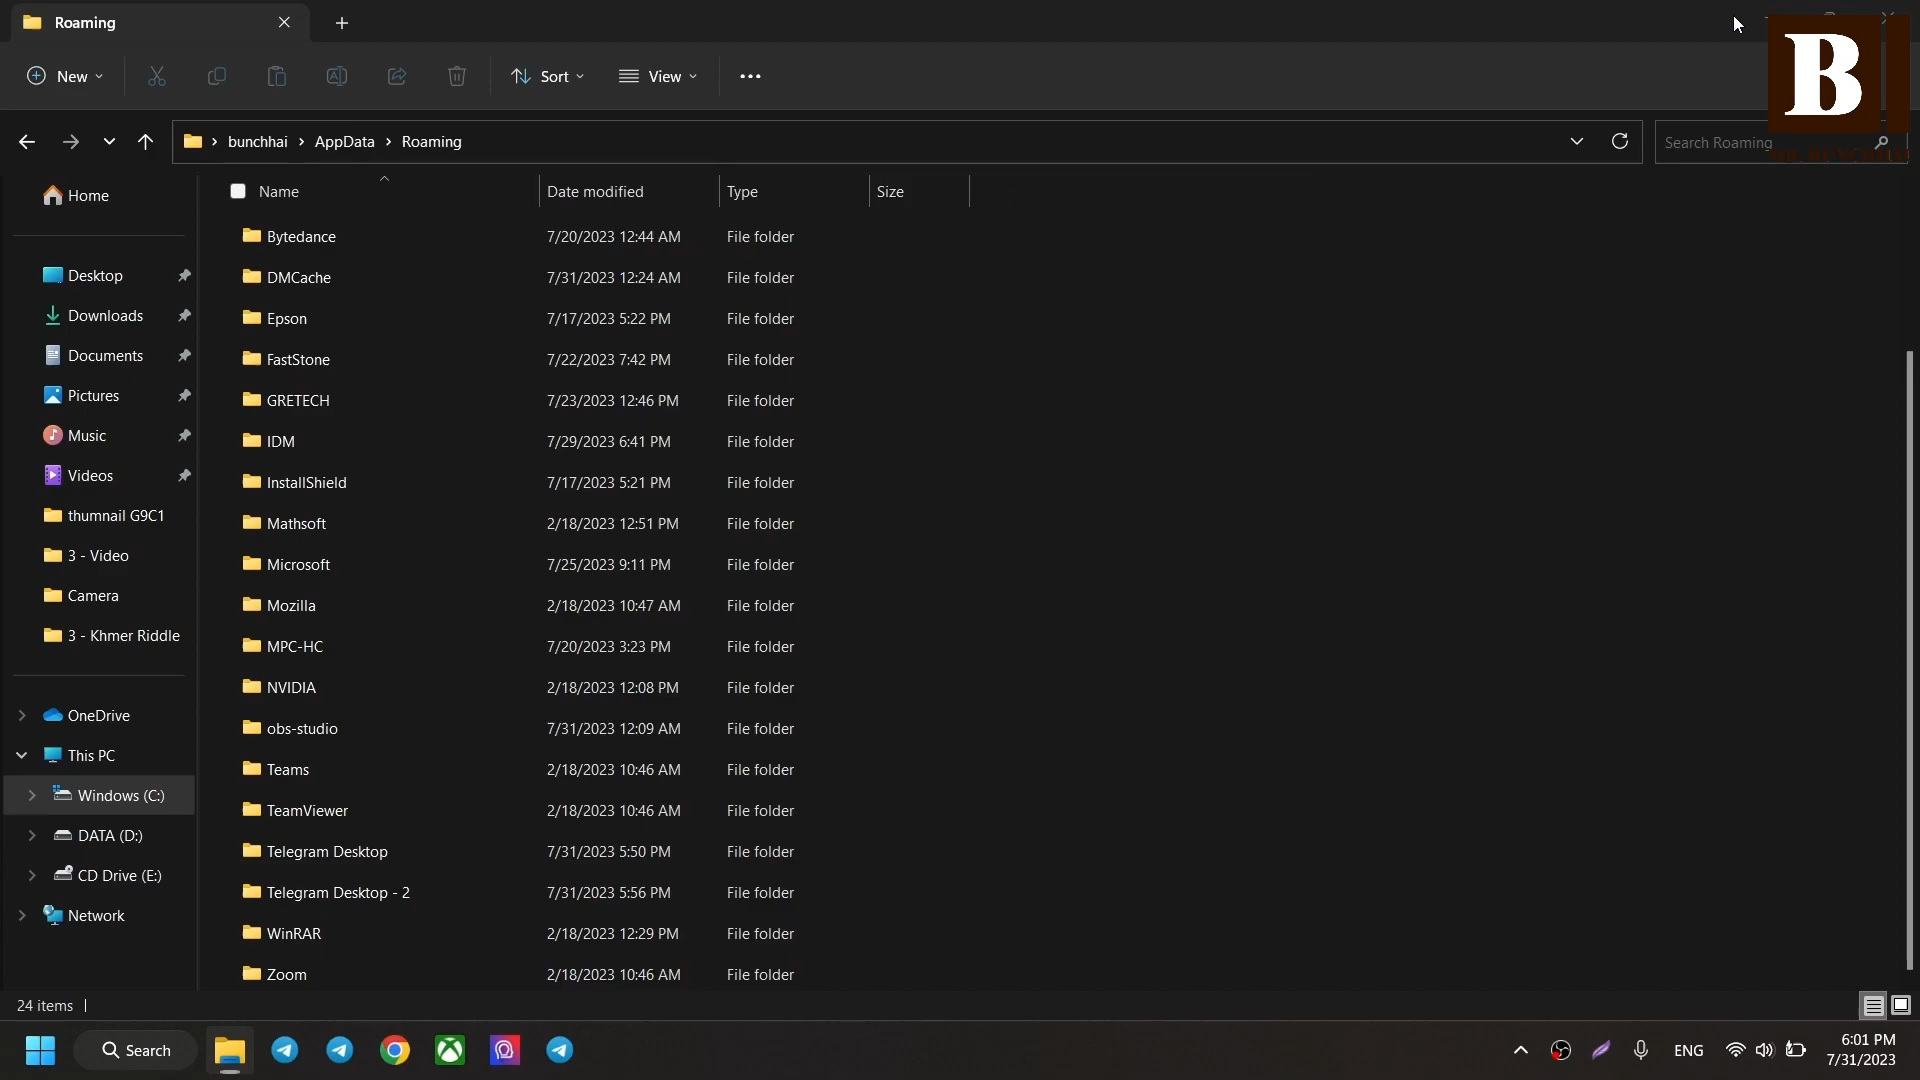 Roaming
New
Sort
View
B
bunchhai
AppData
Roaming
Search Roaming
Home
Desktop
Downloads
Documents
Pictures
Music
Videos
thumnail G9C1
3 - Video
Camera
3 - Khmer Riddle
OneDrive
This PC
Windows (C:)
DATA (D:)
CD Drive (E:)
Network
Name Date modified Type Size
Bytedance 7/20/2023 12:44 AM File folder
DMCache 7/31/2023 12:24 AM File folder
Epson 7/17/2023 5:22 PM File folder
FastStone 7/22/2023 7:42 PM File folder
GRETECH 7/23/2023 12:46 PM File folder
IDM 7/29/2023 6:41 PM File folder
InstallShield 7/17/2023 5:21 PM File folder
Mathsoft 2/18/2023 12:51 PM File folder
Microsoft 7/25/2023 9:11 PM File folder
Mozilla 2/18/2023 10:47 AM File folder
MPC-HC 7/20/2023 3:23 PM File folder
NVIDIA 2/18/2023 12:08 PM File folder
obs-studio 7/31/2023 12:09 AM File folder
Teams 2/18/2023 10:46 AM File folder
TeamViewer 2/18/2023 10:46 AM File folder
Telegram Desktop 7/31/2023 5:50 PM File folder
Telegram Desktop - 2 7/31/2023 5:56 PM File folder
WinRAR 2/18/2023 12:29 PM File folder
Zoom 2/18/2023 10:46 AM File folder
24 items
Search
ENG
6:01 PM
7/31/2023